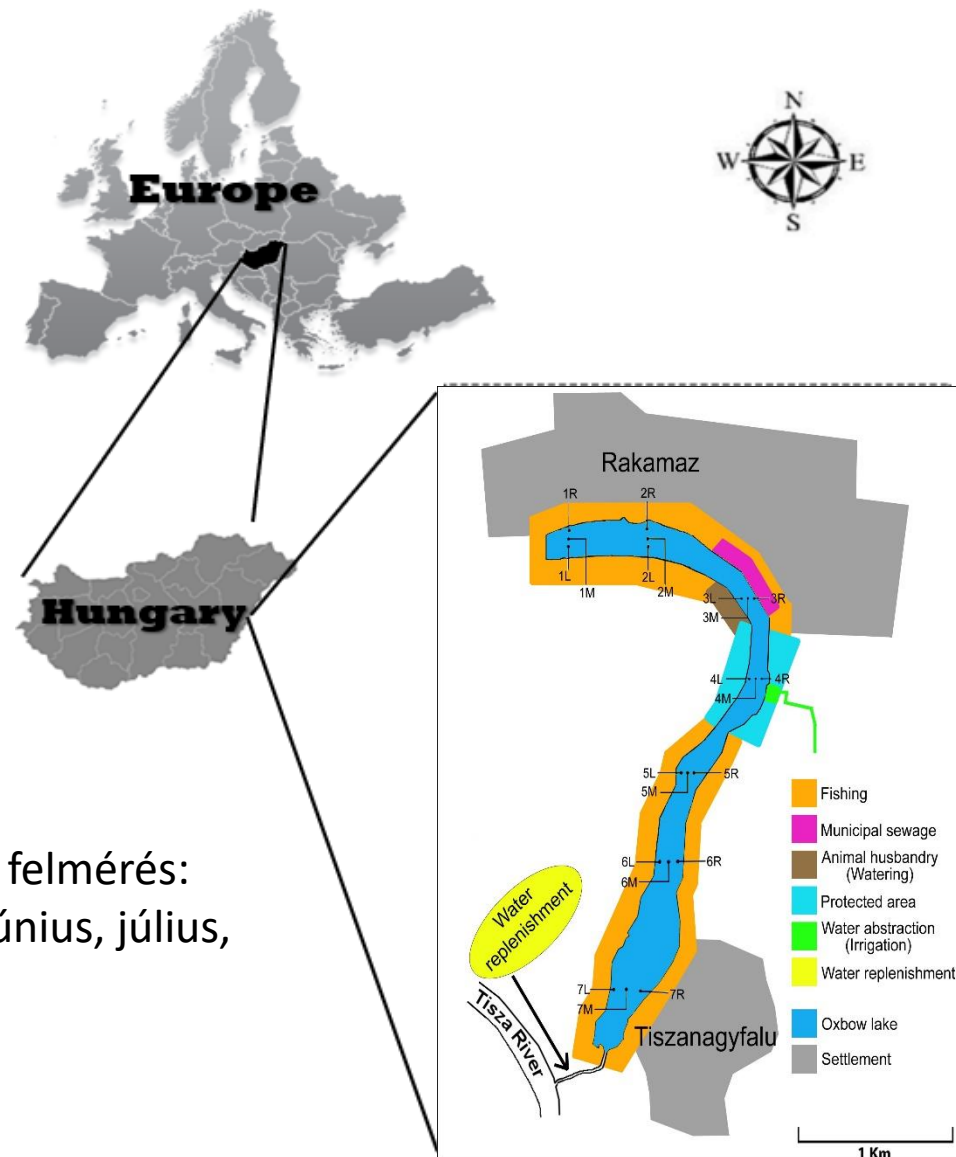 Europe
N
W E
S
Hungary
felmérés:
únius, július,
Rakamaz
1R 2R
1L 2L
1M 2M
3L 3R
3M
4L 4R
4M
5L 5R
5M
6L 6R
6M
7L 7R
7M
Water
replenishment
Tisza River
Tiszanagyfalu
Fishing
Municipal sewage
Animal husbandry
(Watering)
Protected area
Water abstraction
(Irrigation)
Water replenishment
Oxbow lake
Settlement
1 Km